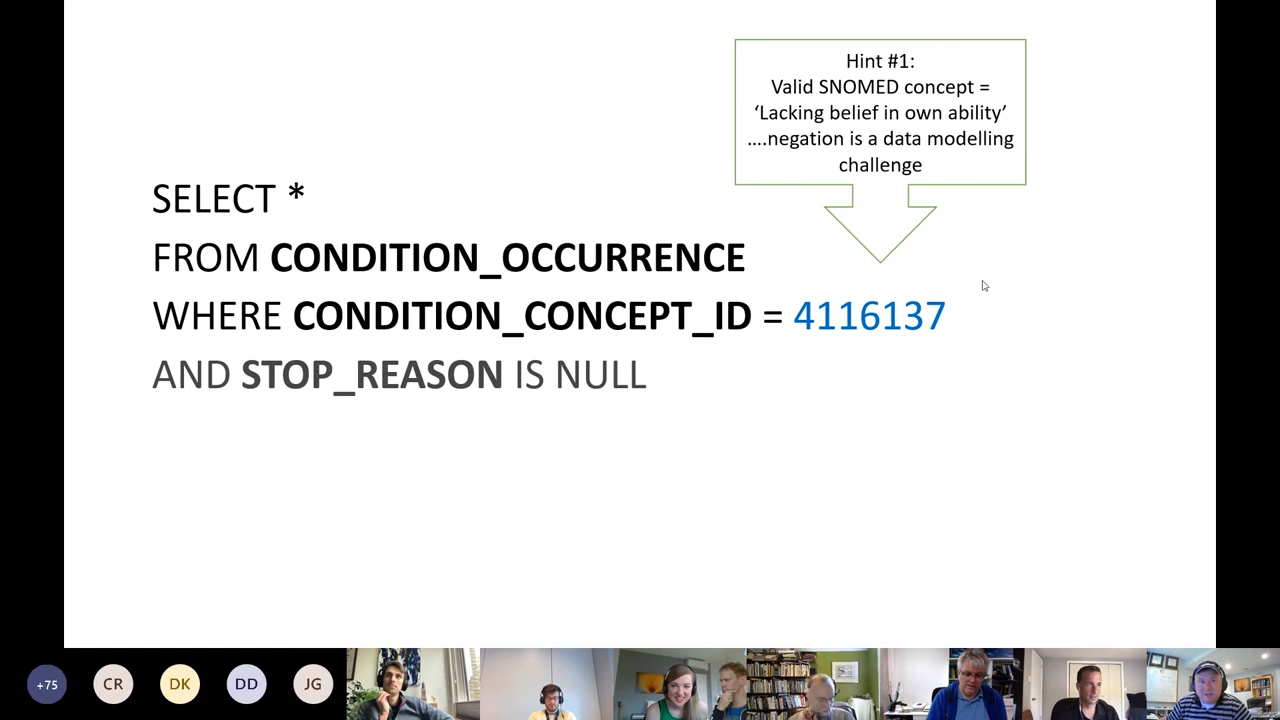 Hint #1:
Valid SNOMED concept =
‘Lacking belief in own ability’
....negation is a data modelling
challenge
SELECT *
FROM CONDITION_OCCURRENCE
WHERE CONDITION_CONCEPT_ID = 4116137
AND STOP_REASON IS NULL
+75
CR
DK
DD
JG